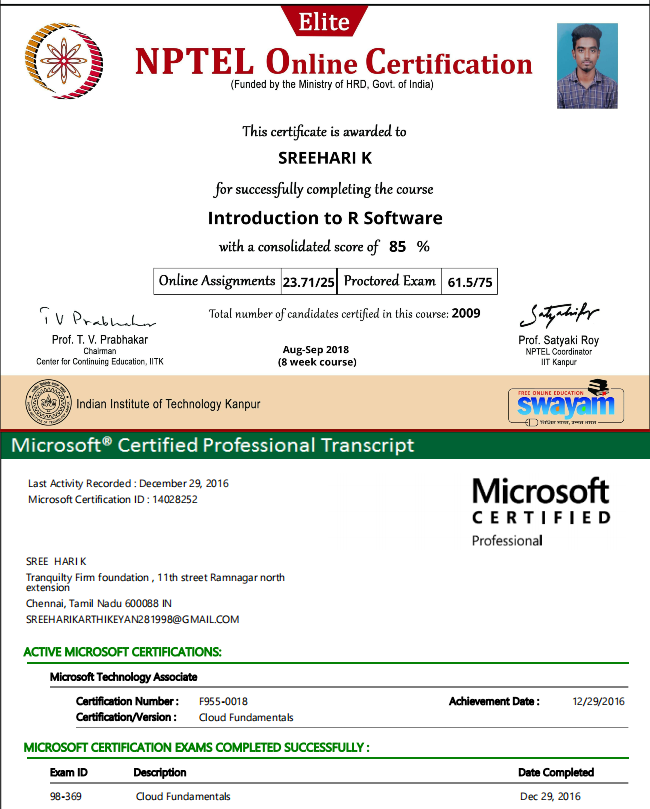 Elite
NPTEL Online Certification
(Funded by the Ministry of HRD, Govt. of India)
This certificate is awarded to
SREEHARI K
for successfully completing the course
Introduction to R Software
with a consolidated score of 85 %
Online Assignments 23.71/25 Proctored Exam 61.5/75
Total number of candidates certified in this course: 2009
T V Prabhakar
Prof. T. V. Prabhakar
Chairman
Center for Continuing Education, IITK
Aug-Sep 2018
(8 week course)
Prof. Satyaki Roy
NPTEL Coordinator
IIT Kanpur
Indian Institute of Technology Kanpur
FREE ONLINE EDUCATION
swayam
शिक्षित भारत, उन्नत भारत
Microsoft® Certified Professional Transcript
Last Activity Recorded : December 29, 2016
Microsoft Certification ID : 14028252
Microsoft
CERTIFIED
Professional
SREE HARI K
Tranquilty Firm foundation , 11th street Ramnagar north
extension
Chennai, Tamil Nadu 600088 IN
SREEHARIKARTHIKEYAN281998@GMAIL.COM
ACTIVE MICROSOFT CERTIFICATIONS:
Microsoft Technology Associate
Certification Number : F955-0018 Achievement Date : 12/29/2016
Certification/Version : Cloud Fundamentals
MICROSOFT CERTIFICATION EXAMS COMPLETED SUCCESSFULLY :
Exam ID Description Date Completed
98-369 Cloud Fundamentals Dec 29, 2016